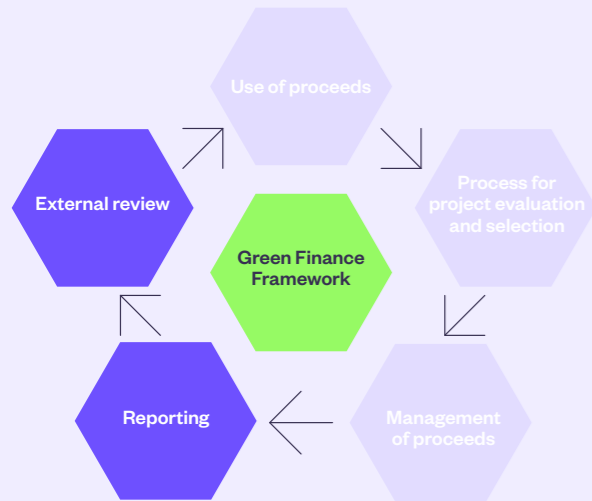 Use of proceeds
Process for
project evaluation
and selection
External review
Green Finance
Framework
Reporting
Management
of proceeds